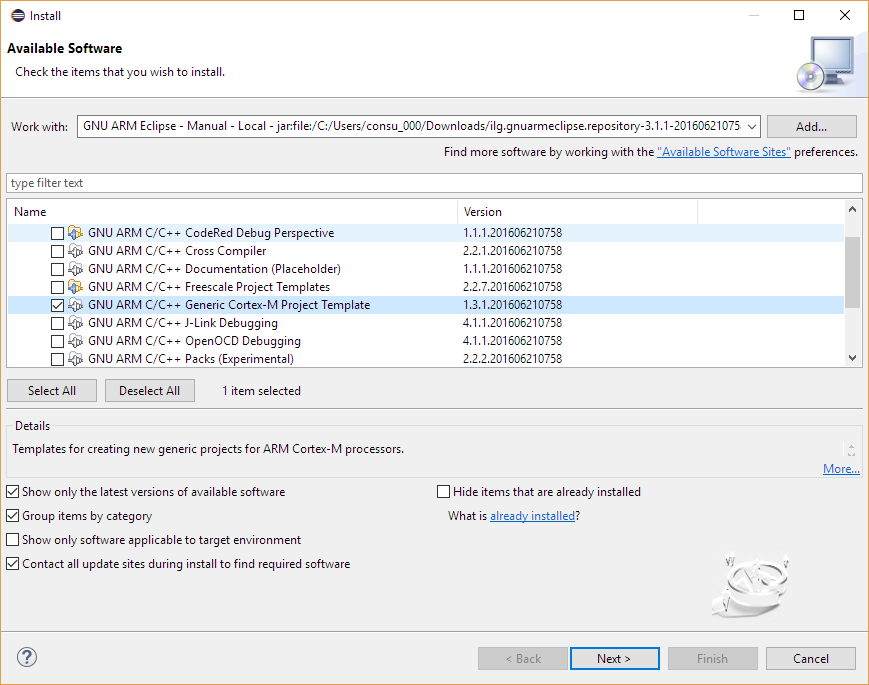 Install
Available Software
Check the items that you wish to install.
Work with: GNU ARM Eclipse - Manual - Local - jar:file:/C:/Users/consu_000/Downloads/ilg.gnuarmeclipse.repository-3.1.1-20160621075 Add...
Find more software by working with the "Available Software Sites" preferences.
type filter text
Name Version
GNU ARM C/C++ CodeRed Debug Perspective 1.1.1.201606210758
GNU ARM C/C++ Cross Compiler 2.2.1.201606210758
GNU ARM C/C++ Documentation (Placeholder) 1.1.1.201606210758
GNU ARM C/C++ Freescale Project Templates 2.2.7.201606210758
GNU ARM C/C++ Generic Cortex-M Project Template 1.3.1.201606210758
GNU ARM C/C++ J-Link Debugging 4.1.1.201606210758
GNU ARM C/C++ OpenOCD Debugging 4.1.1.201606210758
GNU ARM C/C++ Packs (Experimental) 2.2.2.201606210758
Select All Deselect All 1 item selected
Details
Templates for creating new generic projects for ARM Cortex-M processors.
More...
Show only the latest versions of available software Hide items that are already installed
Group items by category What is already installed?
Show only software applicable to target environment
Contact all update sites during install to find required software
? < Back Next > Finish Cancel